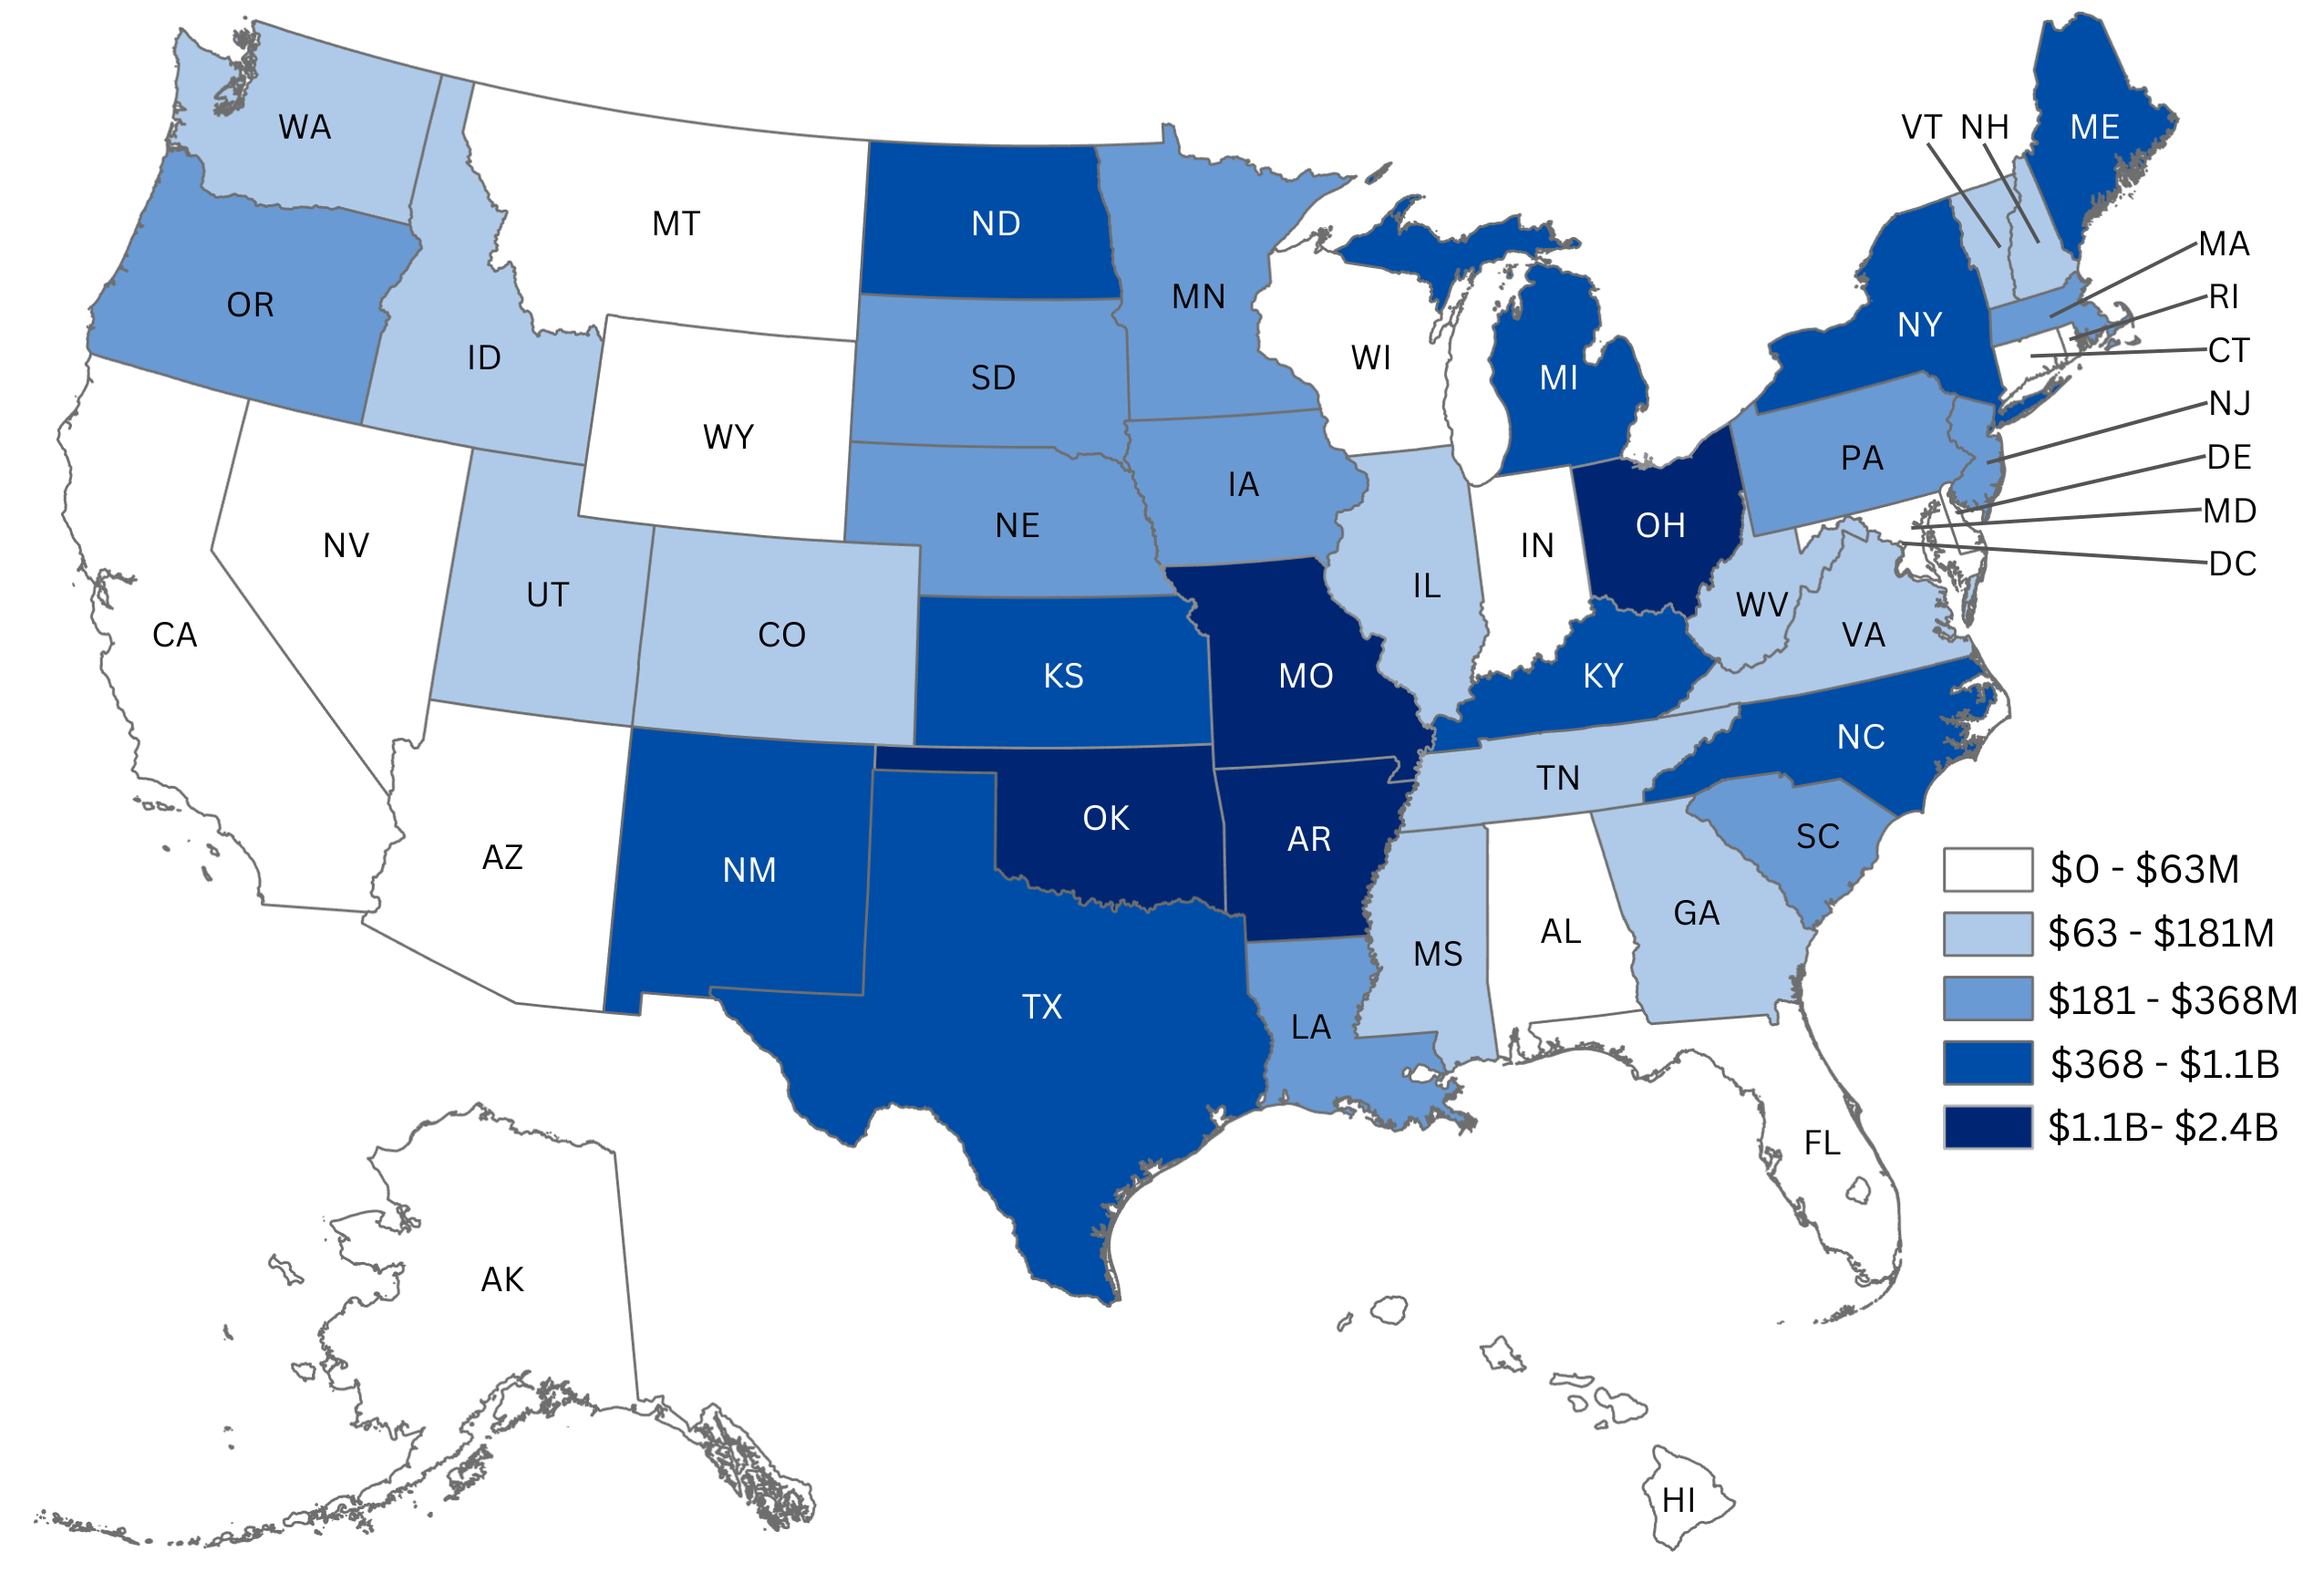 WA
VT NH
ME
MT
ND
MA
OR
MN
RI
NY
CT
ID
WI
SD
MI
NJ
WY
PA
DE
IA
NE
OH
MD
NV
IN
DC
UT
IL
WV
CA
CO
VA
KS
MO
KY
NC
TN
OK
AR
SC
AZ
NM
$0 - $63M
GA
AL
$63 - $181M
MS
TX
LA
$181 - $368M
$368 - $1.1B
$1.1B- $2.4B
FL
AK
HI